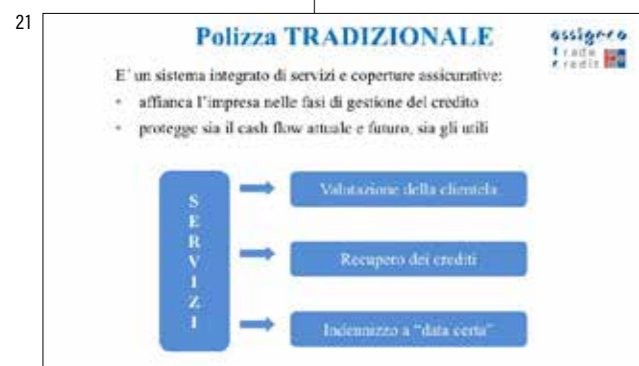 21
Polizza TRADIZIONALE
assigeco
trade
credit
E' un sistema integrato di servizi e coperture assicurative:
• affianca l'impresa nelle fasi di gestione del credito
• protegge sia il cash flow attuale e futuro, sia gli utili
SERVIZI
Valutazione della clientela
Recupero dei crediti
Indennizzo a "data certa"